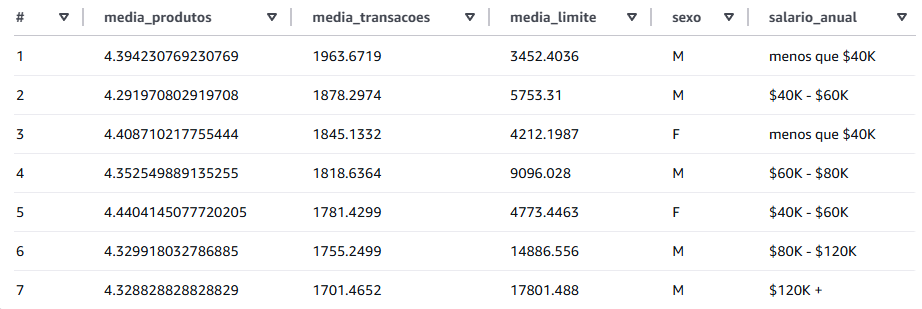 # media_produtos media_transacoes media_limite sexo salario_anual
1 4.394230769230769 1963.6719 3452.4036 M menos que $40K
2 4.291970802919708 1878.2974 5753.31 M $40K - $60K
3 4.408710217755444 1845.1332 4212.1987 F menos que $40K
4 4.352549889135255 1818.6364 9096.028 M $60K - $80K
5 4.4404145077720205 1781.4299 4773.4463 F $40K - $60K
6 4.329918032786885 1755.2499 14886.556 M $80K - $120K
7 4.328828828828829 1701.4652 17801.488 M $120K +